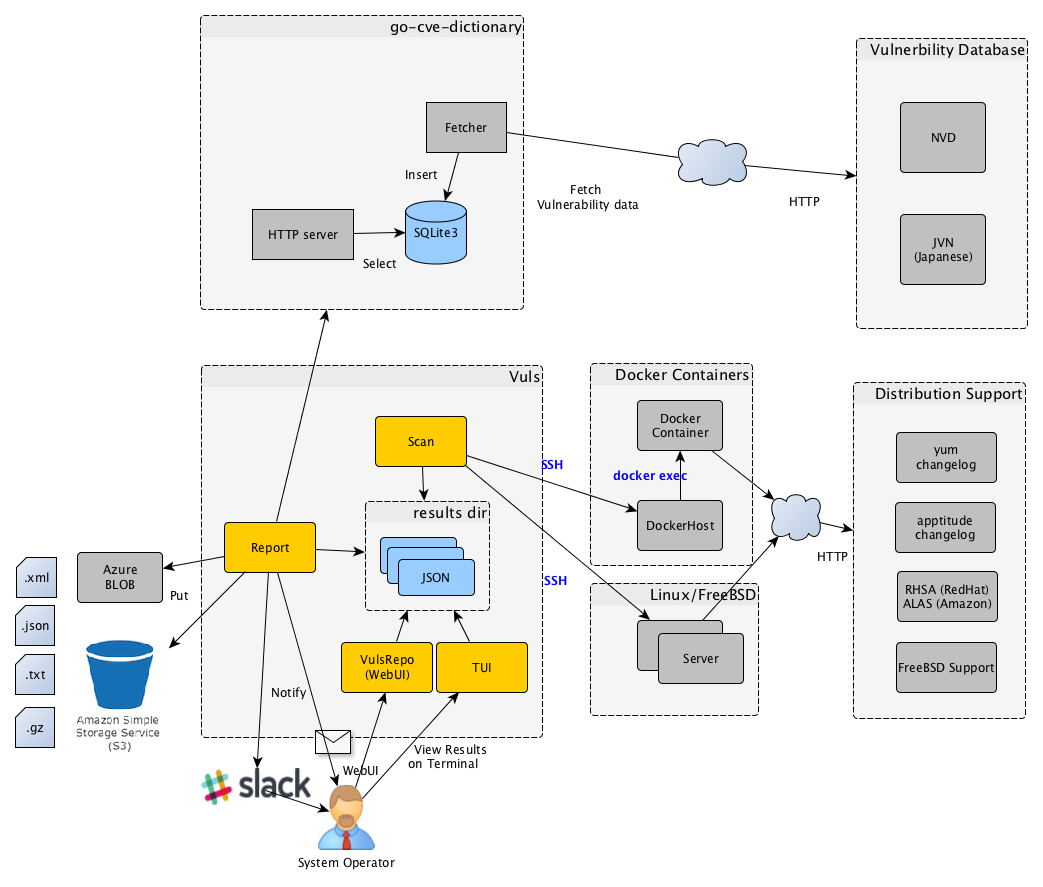 go-cve-dictionary
Fetcher
Insert
HTTP server
SQLite3
Select
Fetch
Vulnerability data
HTTP
Vulnerbility Database
NVD
JVN
(Japanese)
Vuls
Scan
results dir
JSON
Report
VulsRepo
(WebUI)
TUI
Notify
SSH
SSH
Docker Containers
Docker
Container
docker exec
DockerHost
Linux/FreeBSD
Server
HTTP
Distribution Support
yum
changelog
apptitude
changelog
RHSA (RedHat)
ALAS (Amazon)
FreeBSD Support
Azure
BLOB
Put
.xml
.json
.txt
.gz
Amazon Simple
Storage Service
(S3)
WebUI
View Results
on Terminal
slack
System Operator